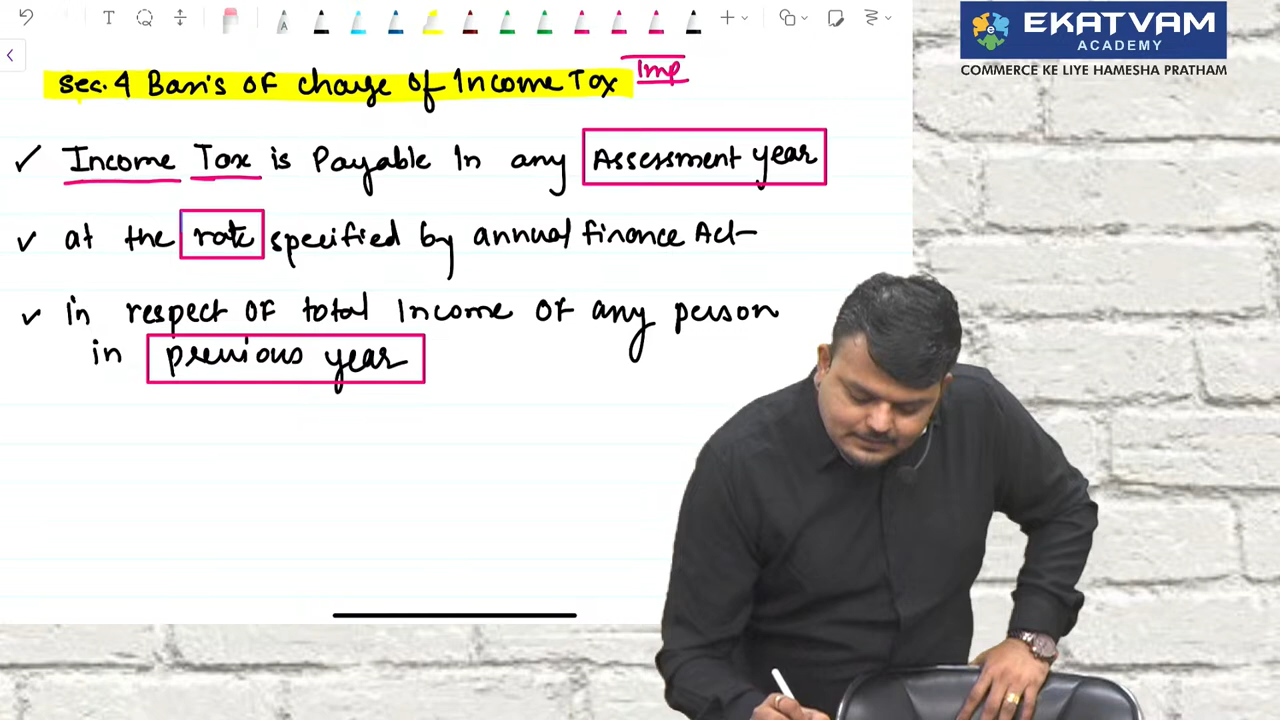 EKATVAM
ACADEMY
COMMERCE KE LIYE HAMESHA PRATHAM
Sec. 4 Basis of charge of Income Tax Imp
✓ Income Tax is Payable In any Assessment year
✓ at the rate specified by annual finance Act
✓ in respect of total Income of any person
in previous year